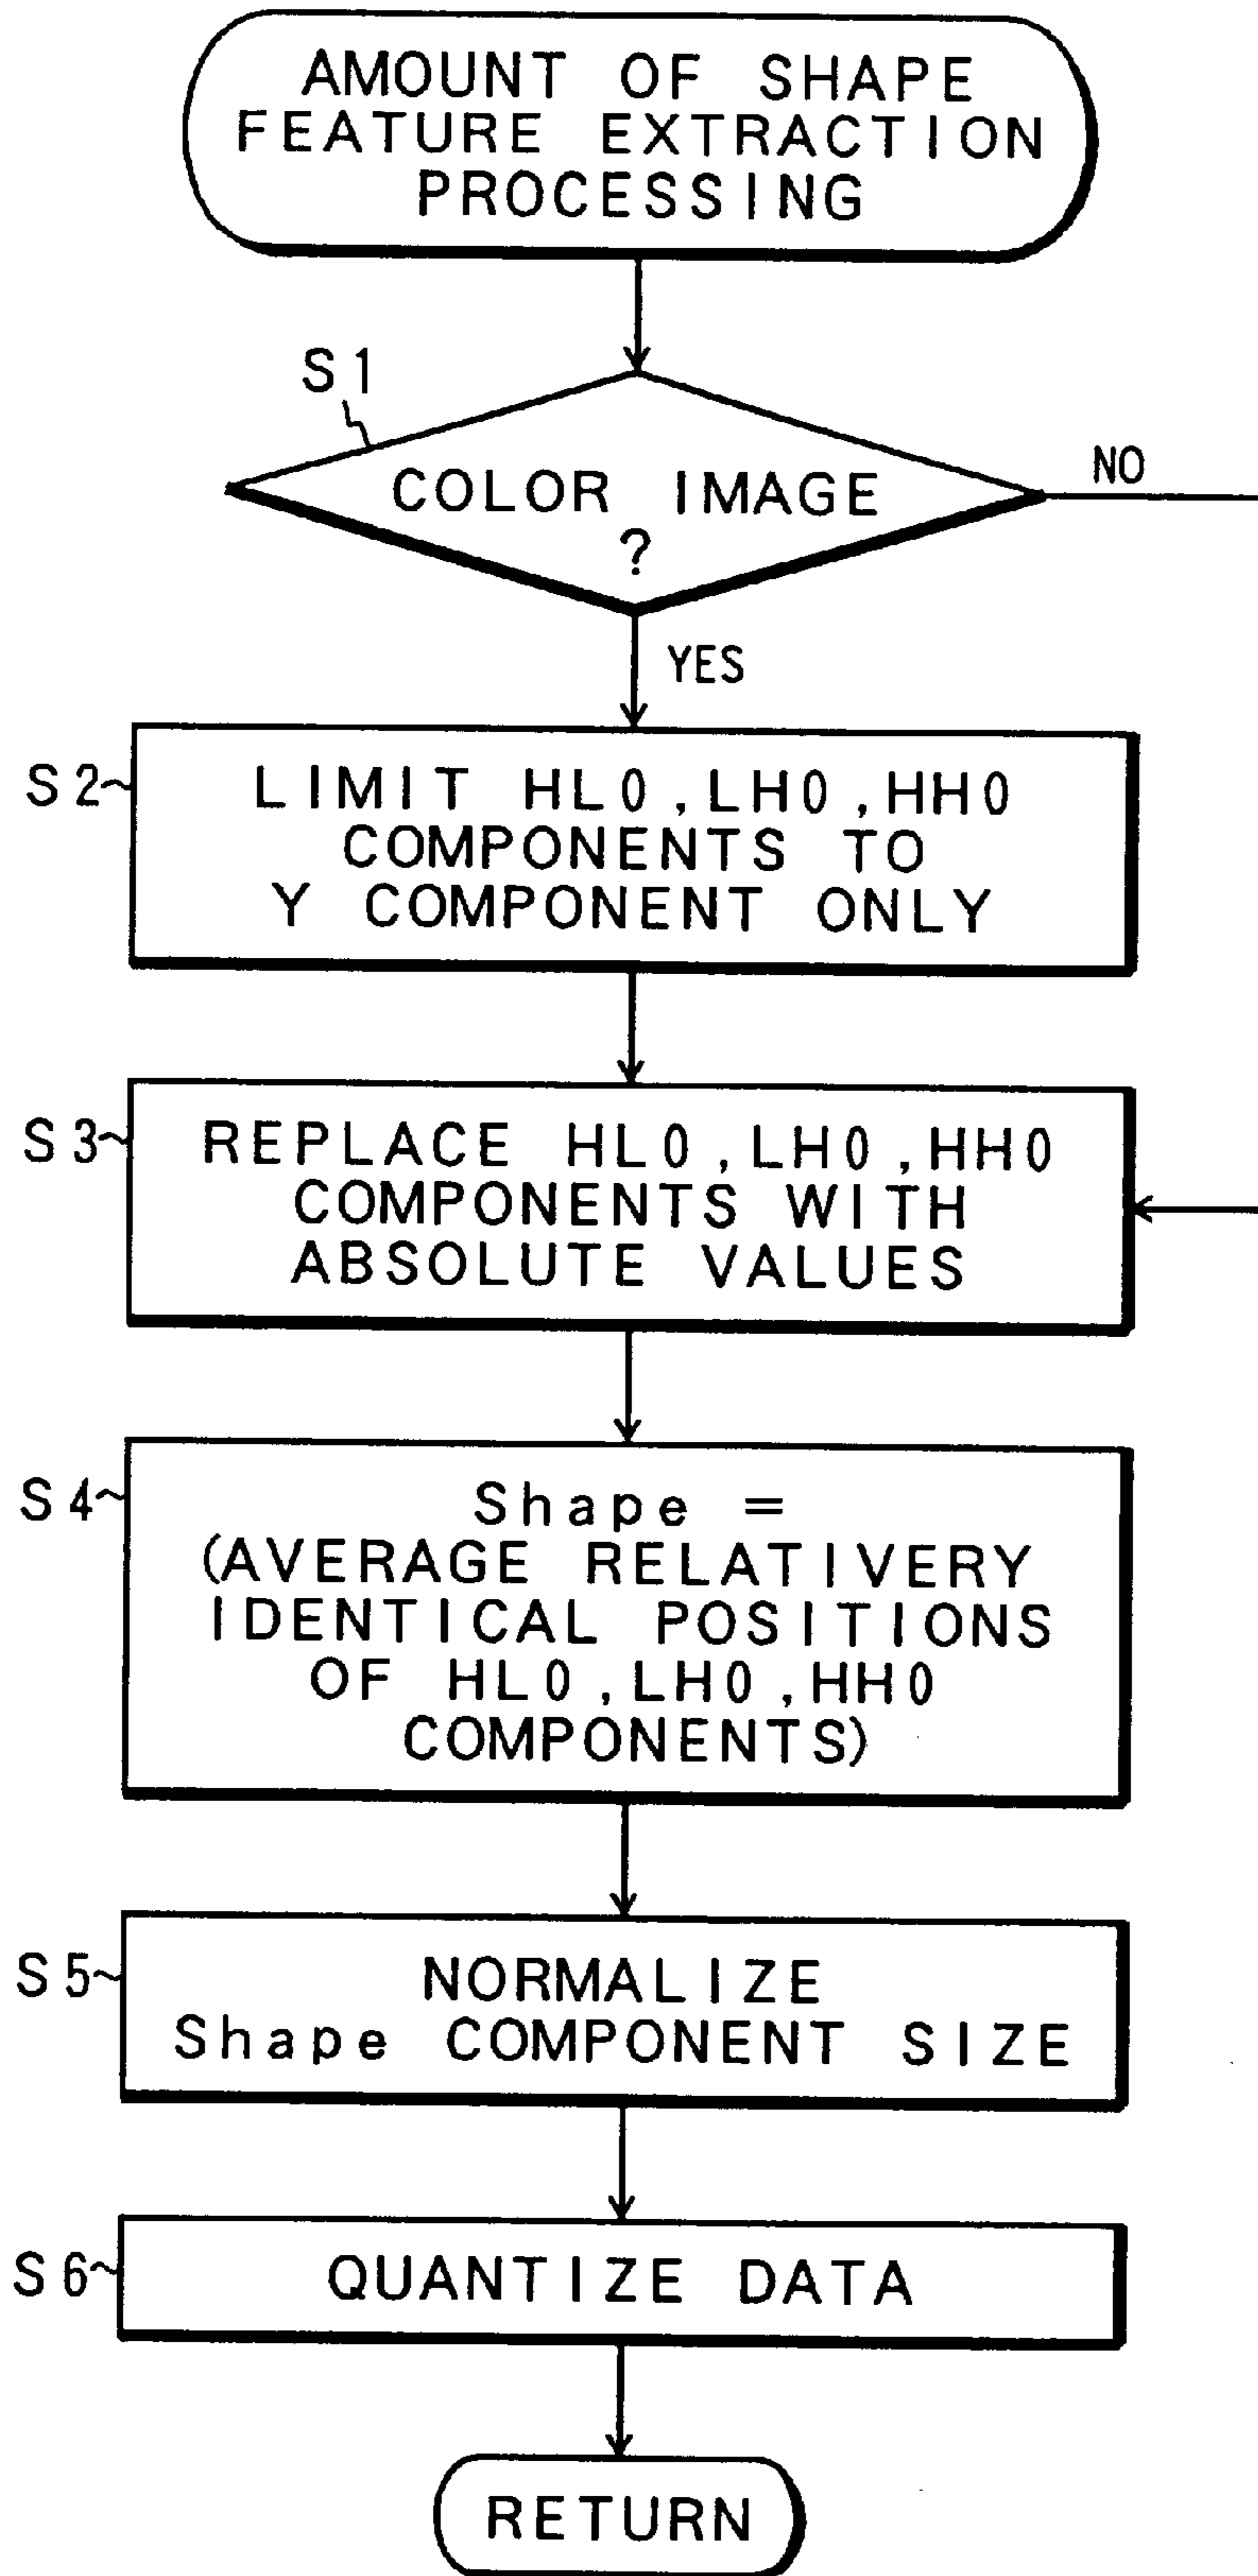 AMOUNT OF SHAPE
FEATURE EXTRACTION
PROCESSING
S1
COLOR IMAGE
?
NO
YES
S2
LIMIT HL0,LH0,HH0
COMPONENTS TO
Y COMPONENT ONLY
S3
REPLACE HL0,LH0,HH0
COMPONENTS WITH
ABSOLUTE VALUES
S4
Shape =
(AVERAGE RELATIVERY
IDENTICAL POSITIONS
OF HL0,LH0,HH0
COMPONENTS)
S5
NORMALIZE
Shape COMPONENT SIZE
S6
QUANTIZE DATA
RETURN